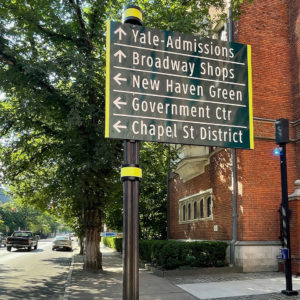 ↑ Yale-Admissions
↑ Broadway Shops
← New Haven Green
← Government Ctr
← Chapel St District